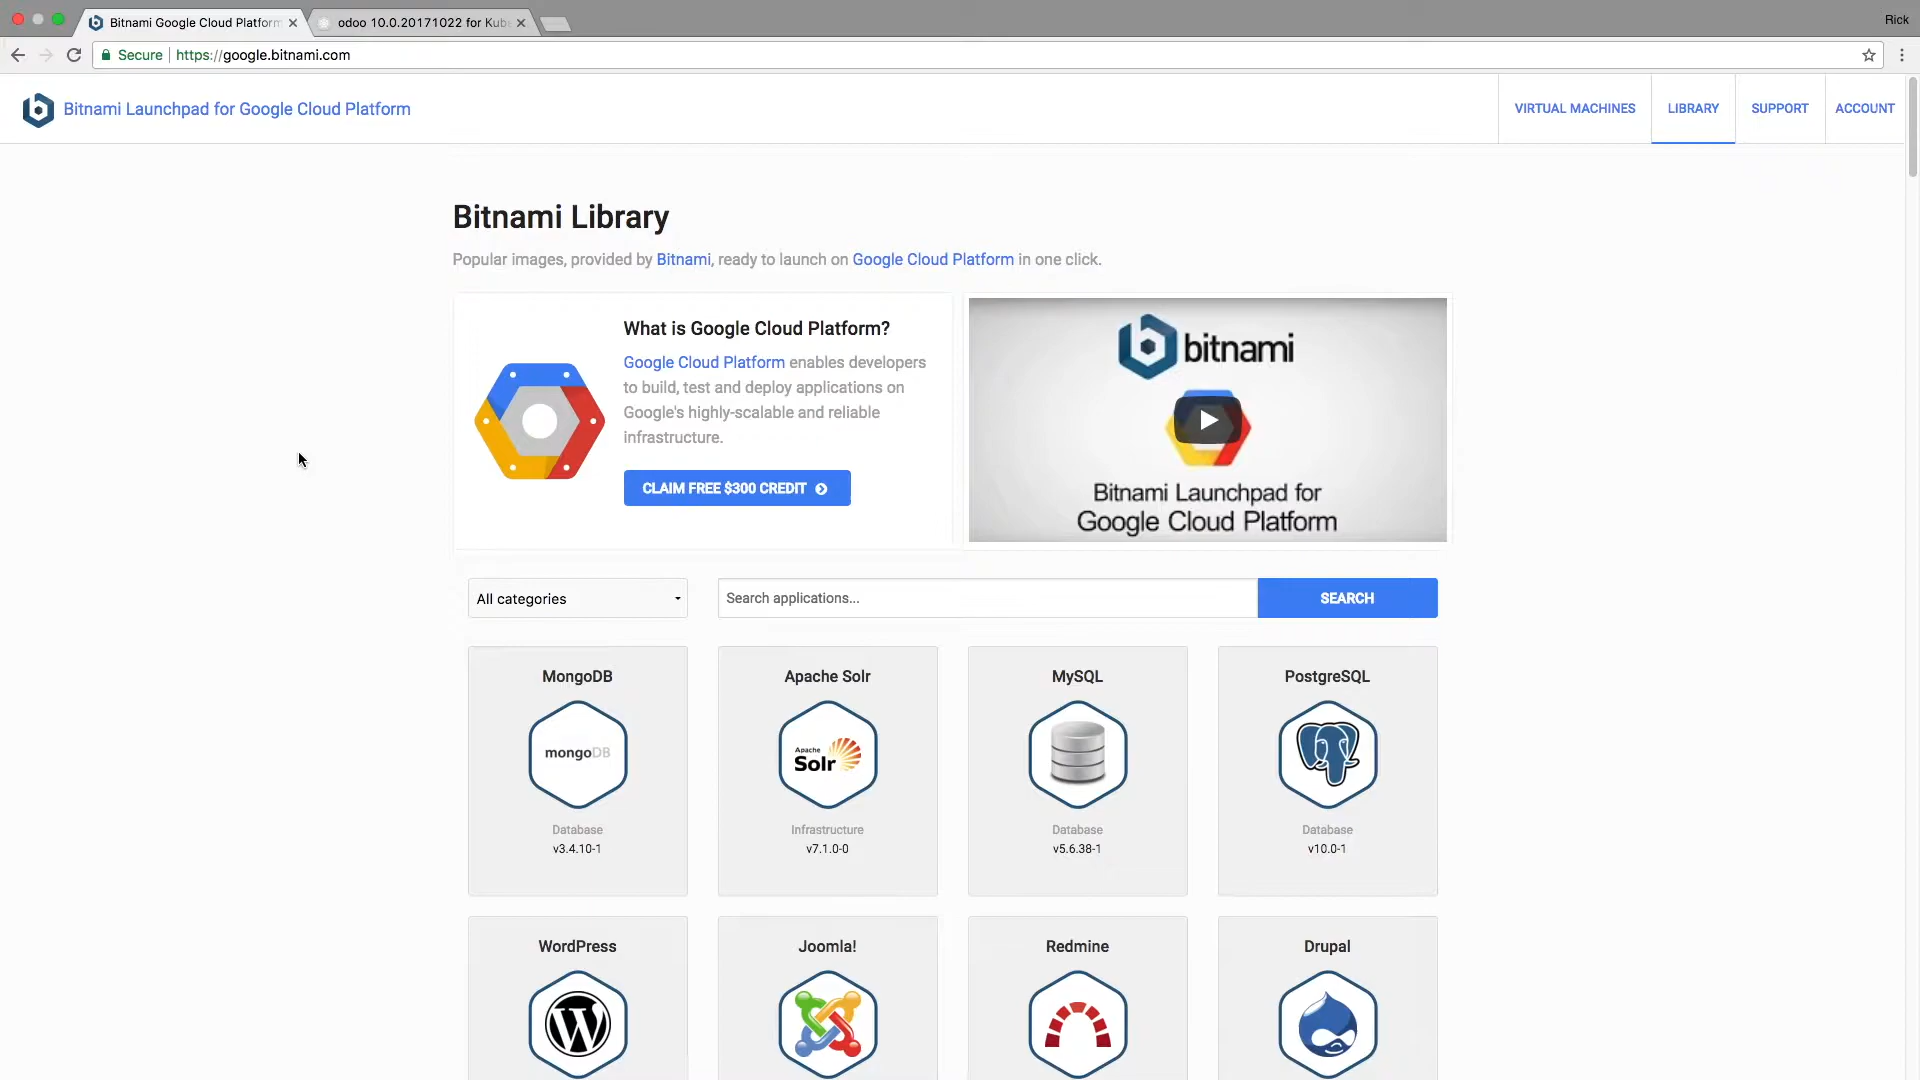 Bitnami Google Cloud Platform
odoo 10.0.20171022 for Kube
Rick
Secure https://google.bitnami.com
Bitnami Launchpad for Google Cloud Platform
VIRTUAL MACHINES
LIBRARY
SUPPORT
ACCOUNT
Bitnami Library
Popular images, provided by Bitnami, ready to launch on Google Cloud Platform in one click.
What is Google Cloud Platform?
Google Cloud Platform enables developers
to build, test and deploy applications on
Google's highly-scalable and reliable
infrastructure.
CLAIM FREE $300 CREDIT
bitnami
Bitnami Launchpad for
Google Cloud Platform
All categories
Search applications...
SEARCH
MongoDB
mongoDB
Database
v3.4.10-1
Apache Solr
Apache
Solr
Infrastructure
v7.1.0-0
MySQL
Database
v5.6.38-1
PostgreSQL
Database
v10.0-1
WordPress
Joomla!
Redmine
Drupal